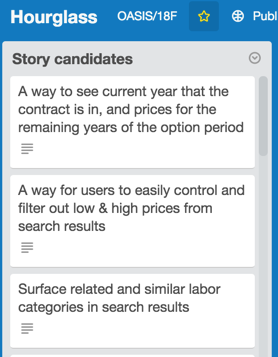 Hourglass OASIS/18F Publ
Story candidates
A way to see current year that the
contract is in, and prices for the
remaining years of the option period
A way for users to easily control and
filter out low & high prices from
search results
Surface related and similar labor
categories in search results